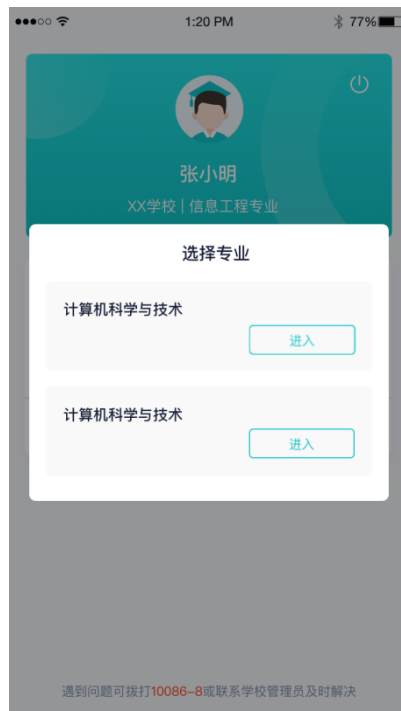 1:20 PM
77%
张小明
XX学校 | 信息工程专业
选择专业
计算机科学与技术
进入
计算机科学与技术
进入
遇到问题可拨打10086-8或联系学校管理员及时解决